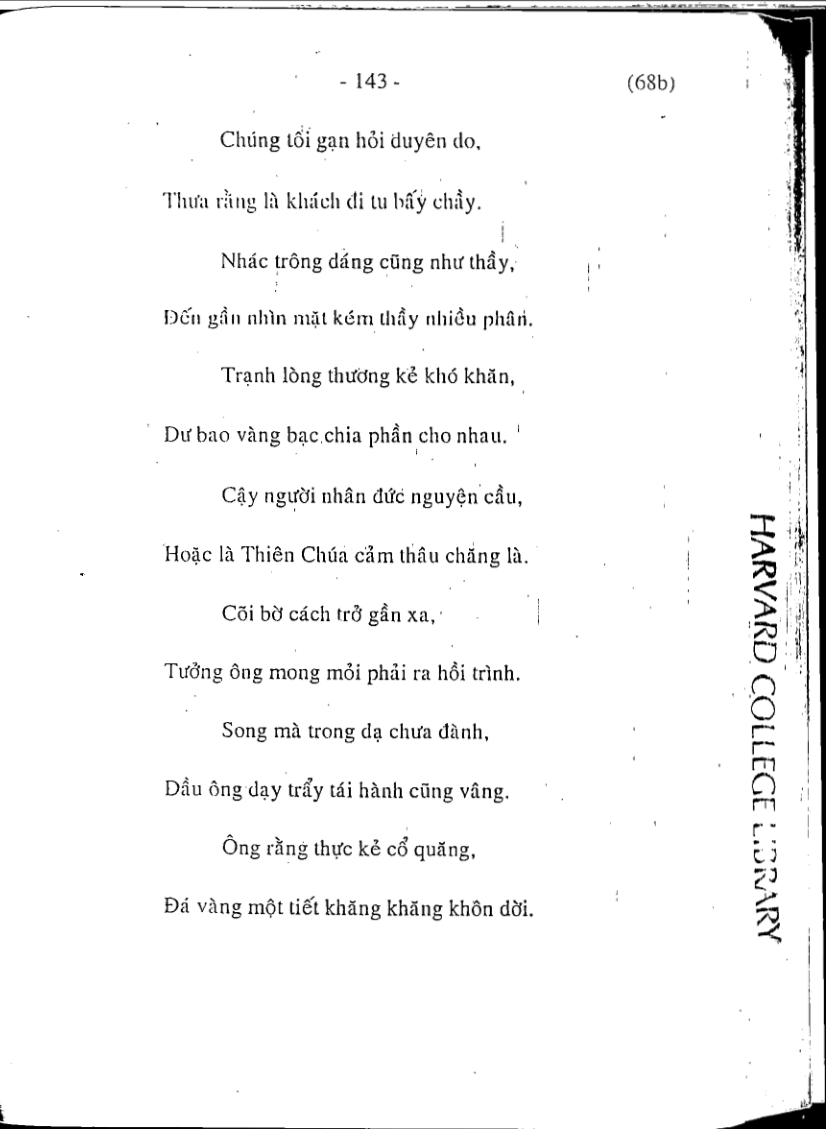 - 143 - (68b)
Chúng tôi gạn hỏi duyên do,
Thưa rằng là khách đi tu bấy chầy.
Nhác trông dáng cũng như thầy,
Đến gần nhìn mặt kém thầy nhiều phân.
Trạnh lòng thương kẻ khó khăn,
Dư bao vàng bạc chia phần cho nhau.
Cậy người nhân đức nguyện cầu,
Hoặc là Thiên Chúa cảm thâu chăng là.
Cõi bờ cách trở gần xa,
Tưởng ông mong mỏi phải ra hồi trình.
Song mà trong dạ chưa đành,
Dầu ông dạy trẩy tái hành cũng vâng.
Ông rằng thực kẻ cổ quăng,
Đá vàng một tiết khăng khăng khôn dời.
HARVARD COLLEGE LIBRARY